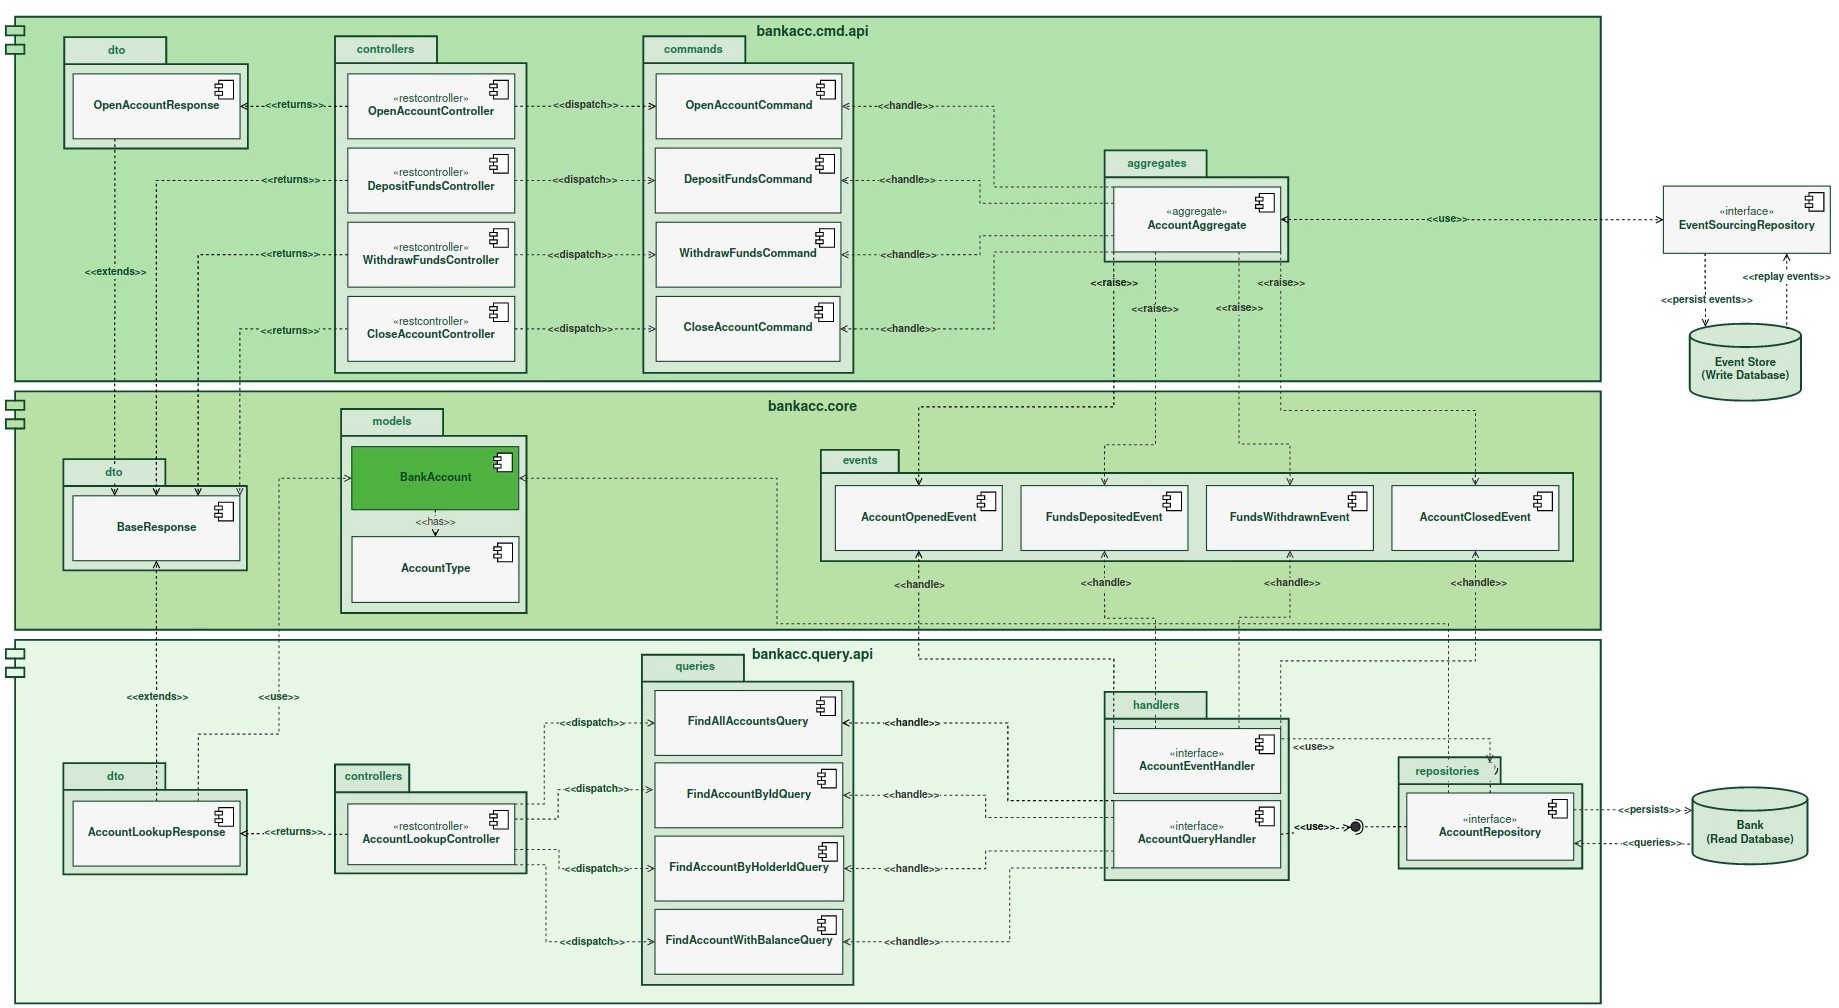 bankacc.cmd.api
dto
OpenAccountResponse
<<returns>>
controllers
«restcontroller»
OpenAccountController
<<dispatch>>
commands
OpenAccountCommand
<<handle>>
<<returns>>
«restcontroller»
DepositFundsController
<<dispatch>>
DepositFundsCommand
<<handle>>
<<returns>>
«restcontroller»
WithdrawFundsController
<<dispatch>>
WithdrawFundsCommand
<<handle>>
<<extends>>
<<returns>>
«restcontroller»
CloseAccountController
<<dispatch>>
CloseAccountCommand
<<handle>>
aggregates
«aggregate»
AccountAggregate
<<use>>
«interface»
EventSourcingRepository
<<raise>>
<<raise>>
<<raise>>
<<raise>>
<<replay events>>
<<persist events>>
Event Store
(Write Database)
bankacc.core
dto
BaseResponse
models
BankAccount
<<has>>
AccountType
events
AccountOpenedEvent
FundsDepositedEvent
FundsWithdrawnEvent
AccountClosedEvent
<<handle>
<<handle>
<<handle>>
<<handle>>
bankacc.query.api
<<extends>>
<<use>>
dto
AccountLookupResponse
<<returns>>
controllers
«restcontroller»
AccountLookupController
<<dispatch>>
<<dispatch>>
<<dispatch>>
<<dispatch>>
queries
FindAllAccountsQuery
FindAccountByIdQuery
FindAccountByHolderIdQuery
FindAccountWithBalanceQuery
<<handle>>
<<handle>>
<<handle>>
<<handle>>
handlers
«interface»
AccountEventHandler
<<use>>
«interface»
AccountQueryHandler
<<use>>
repositories
«interface»
AccountRepository
<<persists>>
<<queries>>
Bank
(Read Database)